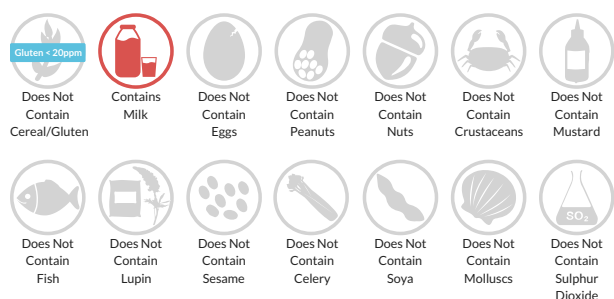 Gluten < 20ppm
Does Not
Contain
Cereal/Gluten
Contains
Milk
Does Not
Contain
Eggs
Does Not
Contain
Peanuts
Does Not
Contain
Nuts
Does Not
Contain
Crustaceans
Does Not
Contain
Mustard
Does Not
Contain
Fish
Does Not
Contain
Lupin
Does Not
Contain
Sesame
Does Not
Contain
Celery
Does Not
Contain
Soya
Does Not
Contain
Molluscs
SO₂
Does Not
Contain
Sulphur
Dioxide